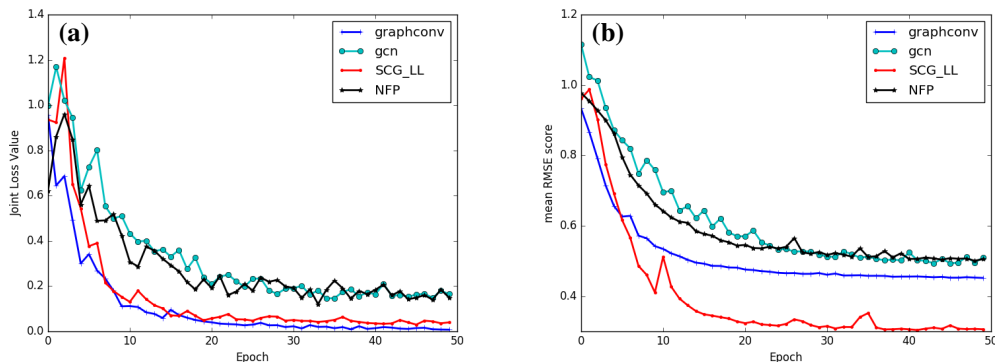 (a)
graphconv
gcn
SCG_LL
NFP
Joint Loss Value
1.4
1.2
1.0
0.8
0.6
0.4
0.2
0.0
0 10 20 30 40 50
Epoch
(b)
graphconv
gcn
SCG_LL
NFP
mean RMSE score
1.2
1.0
0.8
0.6
0.4
0 10 20 30 40 50
Epoch